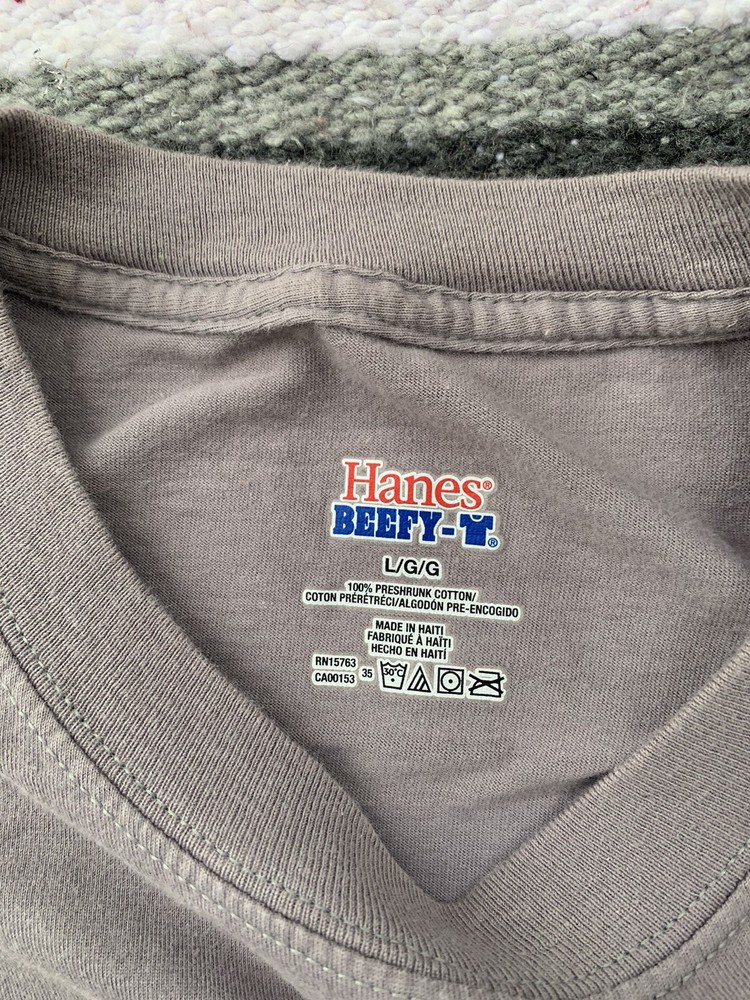 Hanes®
BEEFY-T®
L/G/G
100% PRESHRUNK COTTON/
COTON PRÉRÉTRÉCI/ALGODÓN PRE-ENCOGIDO
MADE IN HAITI
FABRIQUÉ À HAÏTI
HECHO EN HAITÍ
RN15763
CA00153 35 30°C